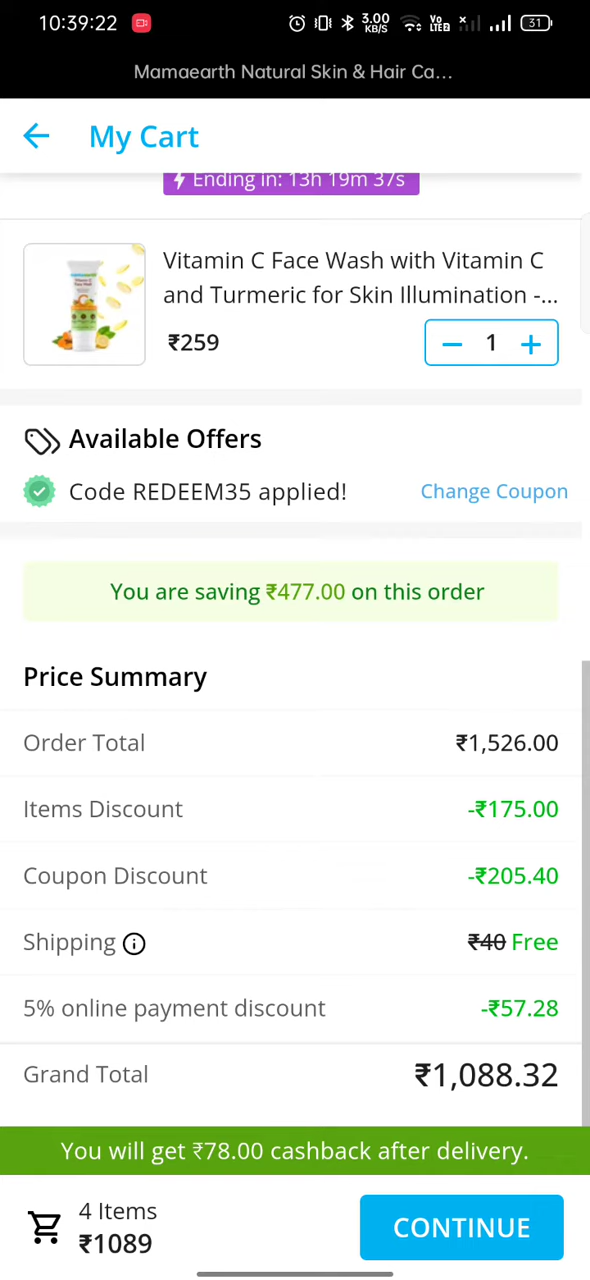 10:39:22 3.00 KB/S Vo LTE2 31
Mamaearth Natural Skin & Hair Ca...
My Cart
Ending in: 13h 19m 37s
Vitamin C Face Wash with Vitamin C
and Turmeric for Skin Illumination -...
₹259
1
Available Offers
Code REDEEM35 applied!
Change Coupon
You are saving ₹477.00 on this order
Price Summary
Order Total ₹1,526.00
Items Discount -₹175.00
Coupon Discount -₹205.40
Shipping ₹40 Free
5% online payment discount -₹57.28
Grand Total ₹1,088.32
You will get ₹78.00 cashback after delivery.
4 Items
₹1089
CONTINUE